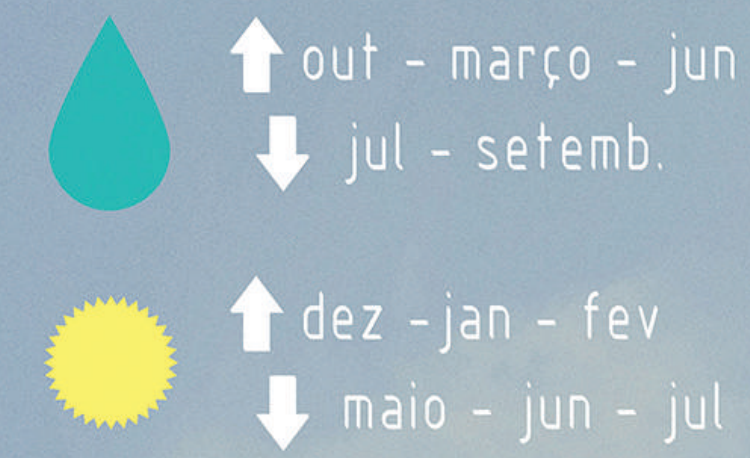 out - março - jun
jul - setemb.
dez - jan - fev
maio - jun - jul